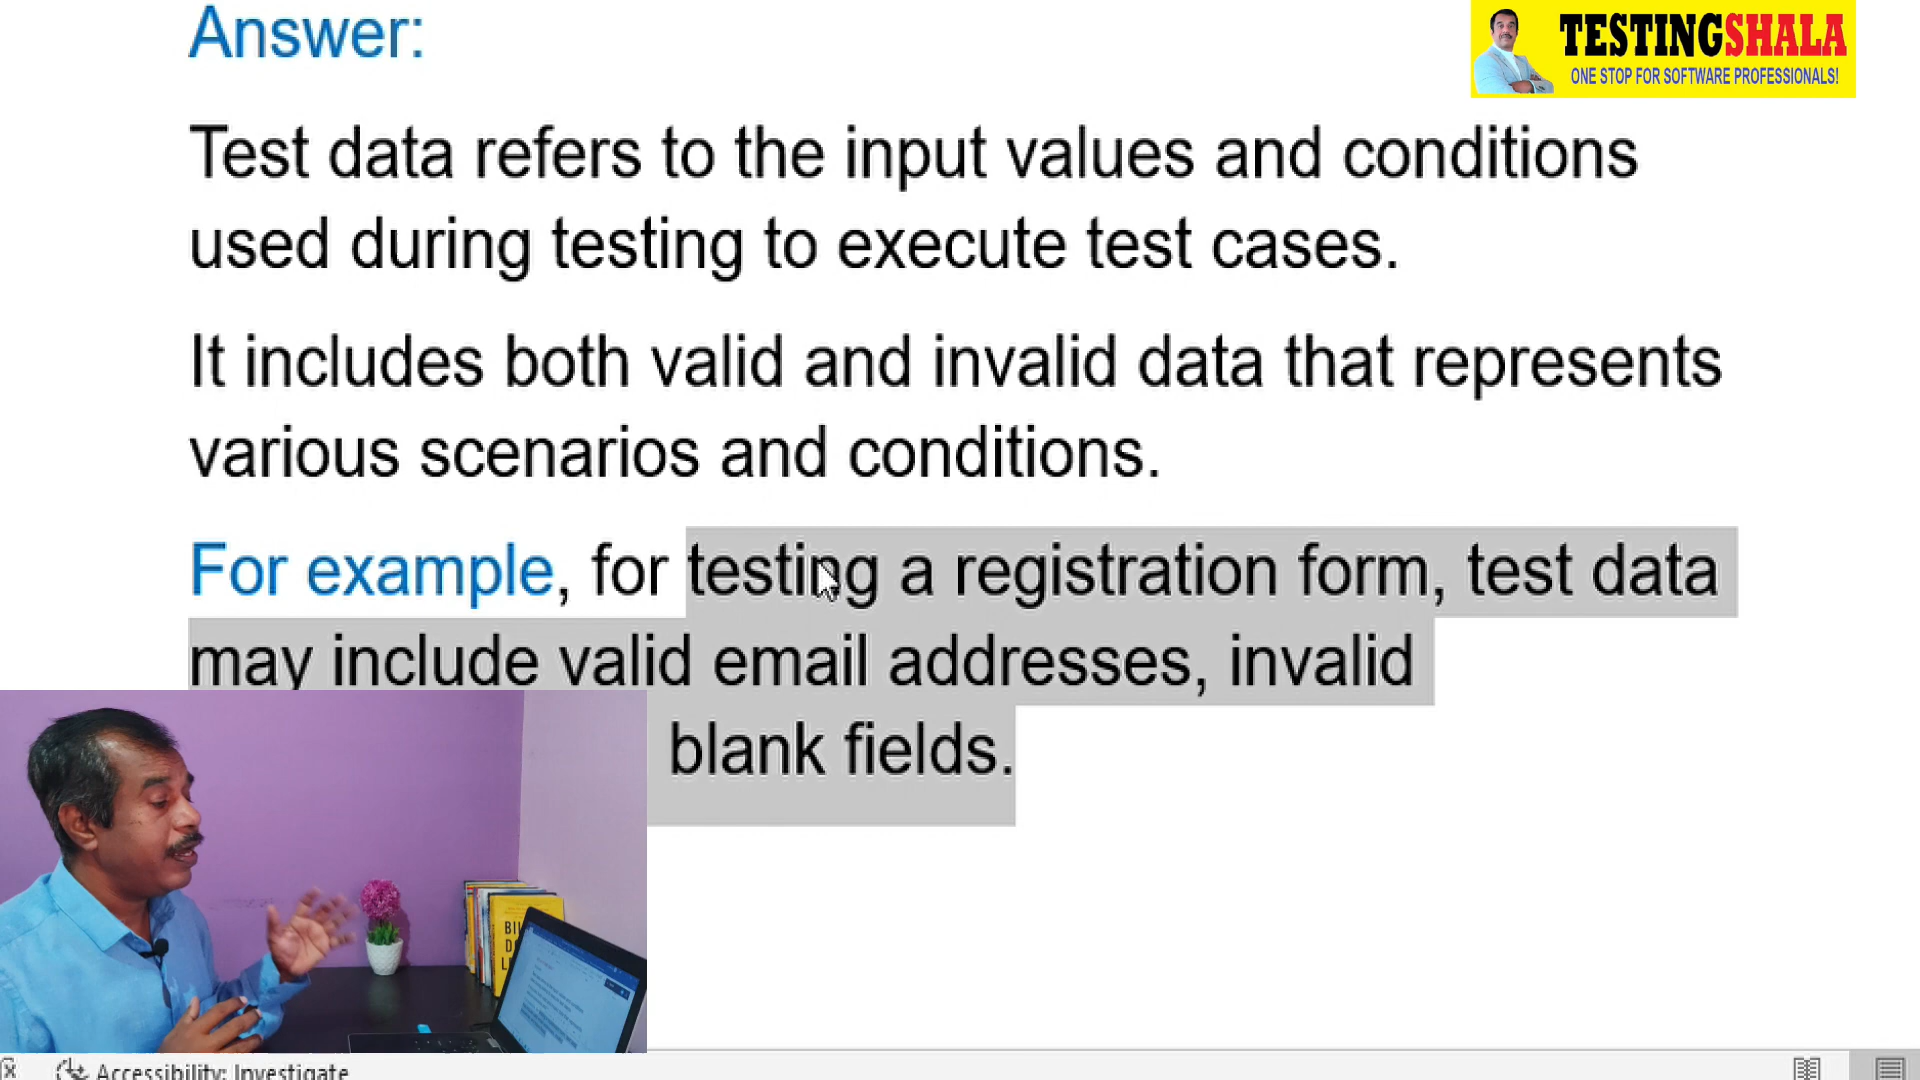 Answer:
TESTINGSHALA
ONE STOP FOR SOFTWARE PROFESSIONALS!
Test data refers to the input values and conditions
used during testing to execute test cases.
It includes both valid and invalid data that represents
various scenarios and conditions.
For example, for testing a registration form, test data
may include valid email addresses, invalid
blank fields.
Accessibility: Investigate